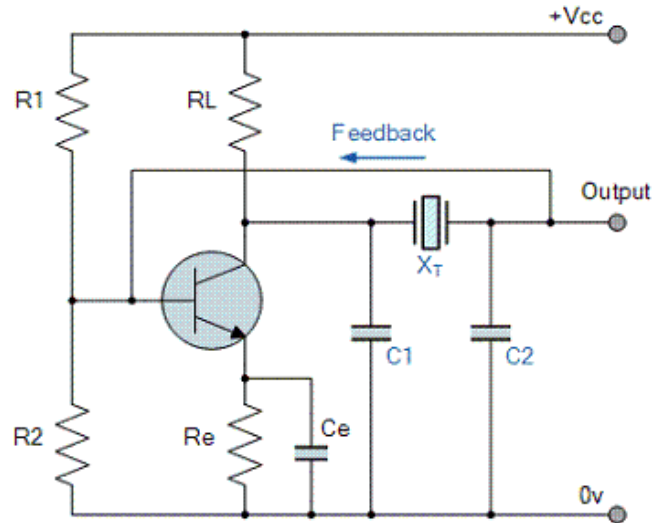 +Vcc
R1
RL
Feedback
Output
XT
C1
C2
R2
Re
Ce
0v